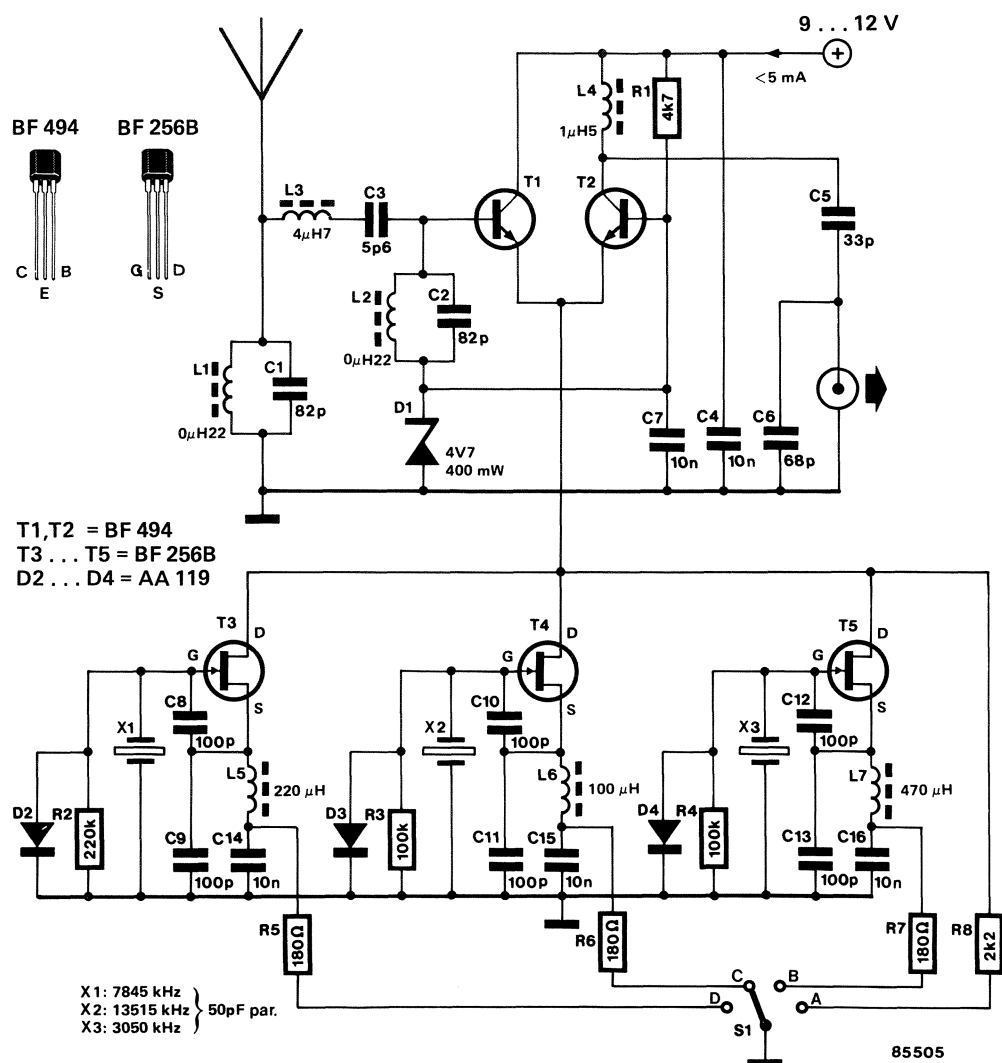 9 . . . 12 V
+
<5 mA
BF 494
BF 256B
C
B
E
G
D
S
L3
4µH7
C3
5p6
T1
T2
L4
1µH5
R1
4k7
C5
33p
L2
0µH22
C2
82p
L1
0µH22
C1
82p
D1
4V7
400 mW
C7
10n
C4
10n
C6
68p
T1,T2 = BF 494
T3 . . . T5 = BF 256B
D2 . . . D4 = AA 119
T3
D
G
S
C8
100p
X1
L5
220 µH
D2
R2
220k
C9
100p
C14
10n
T4
D
G
S
C10
100p
X2
L6
100 µH
D3
R3
100k
C11
100p
C15
10n
T5
D
G
S
C12
100p
X3
L7
470 µH
D4
R4
100k
C13
100p
C16
10n
R5
180Ω
R6
180Ω
R7
180Ω
R8
2k2
C
B
D
A
S1
X1: 7845 kHz
X2: 13515 kHz
X3: 3050 kHz
50pF par.
85505